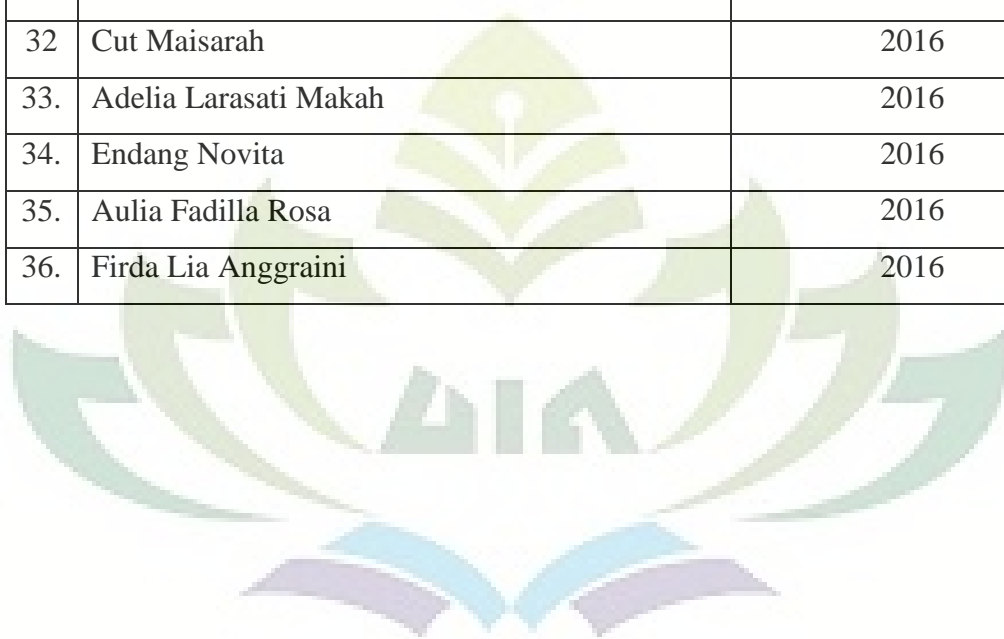 32 Cut Maisarah 2016
33. Adelia Larasati Makah 2016
34. Endang Novita 2016
35. Aulia Fadilla Rosa 2016
36. Firda Lia Anggraini 2016